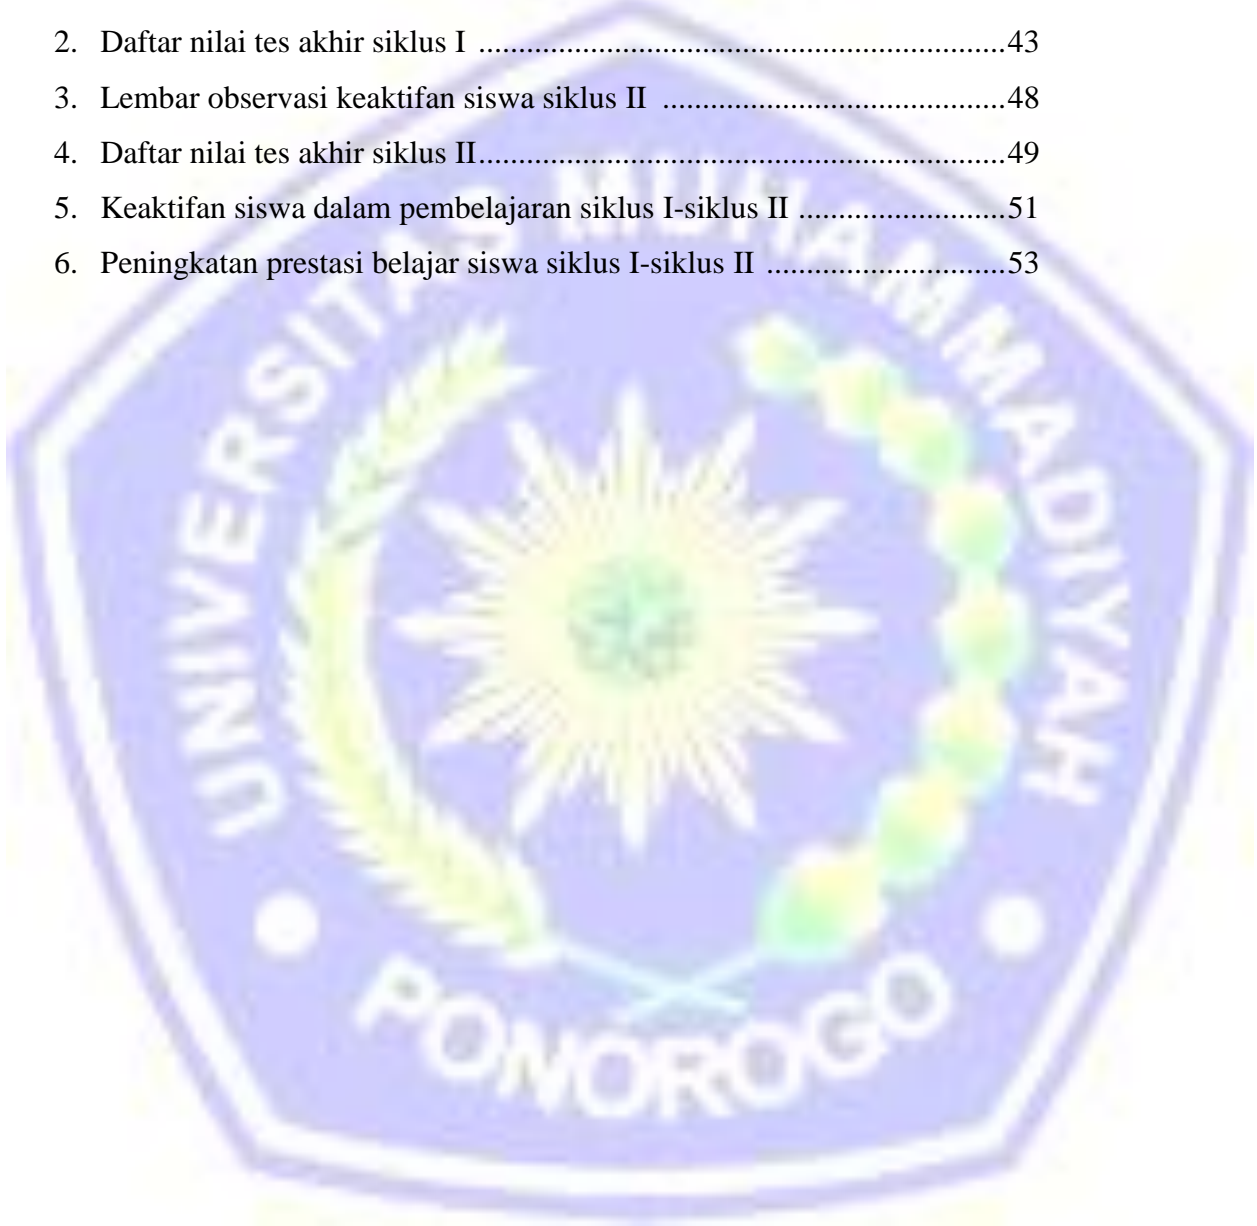 2. Daftar nilai tes akhir siklus I ....................................................................43
3. Lembar observasi keaktifan siswa siklus II ............................................48
4. Daftar nilai tes akhir siklus II....................................................................49
5. Keaktifan siswa dalam pembelajaran siklus I-siklus II ..........................51
6. Peningkatan prestasi belajar siswa siklus I-siklus II ..............................53
UNIVERSITAS MUHAMMADIYAH
PONOROGO